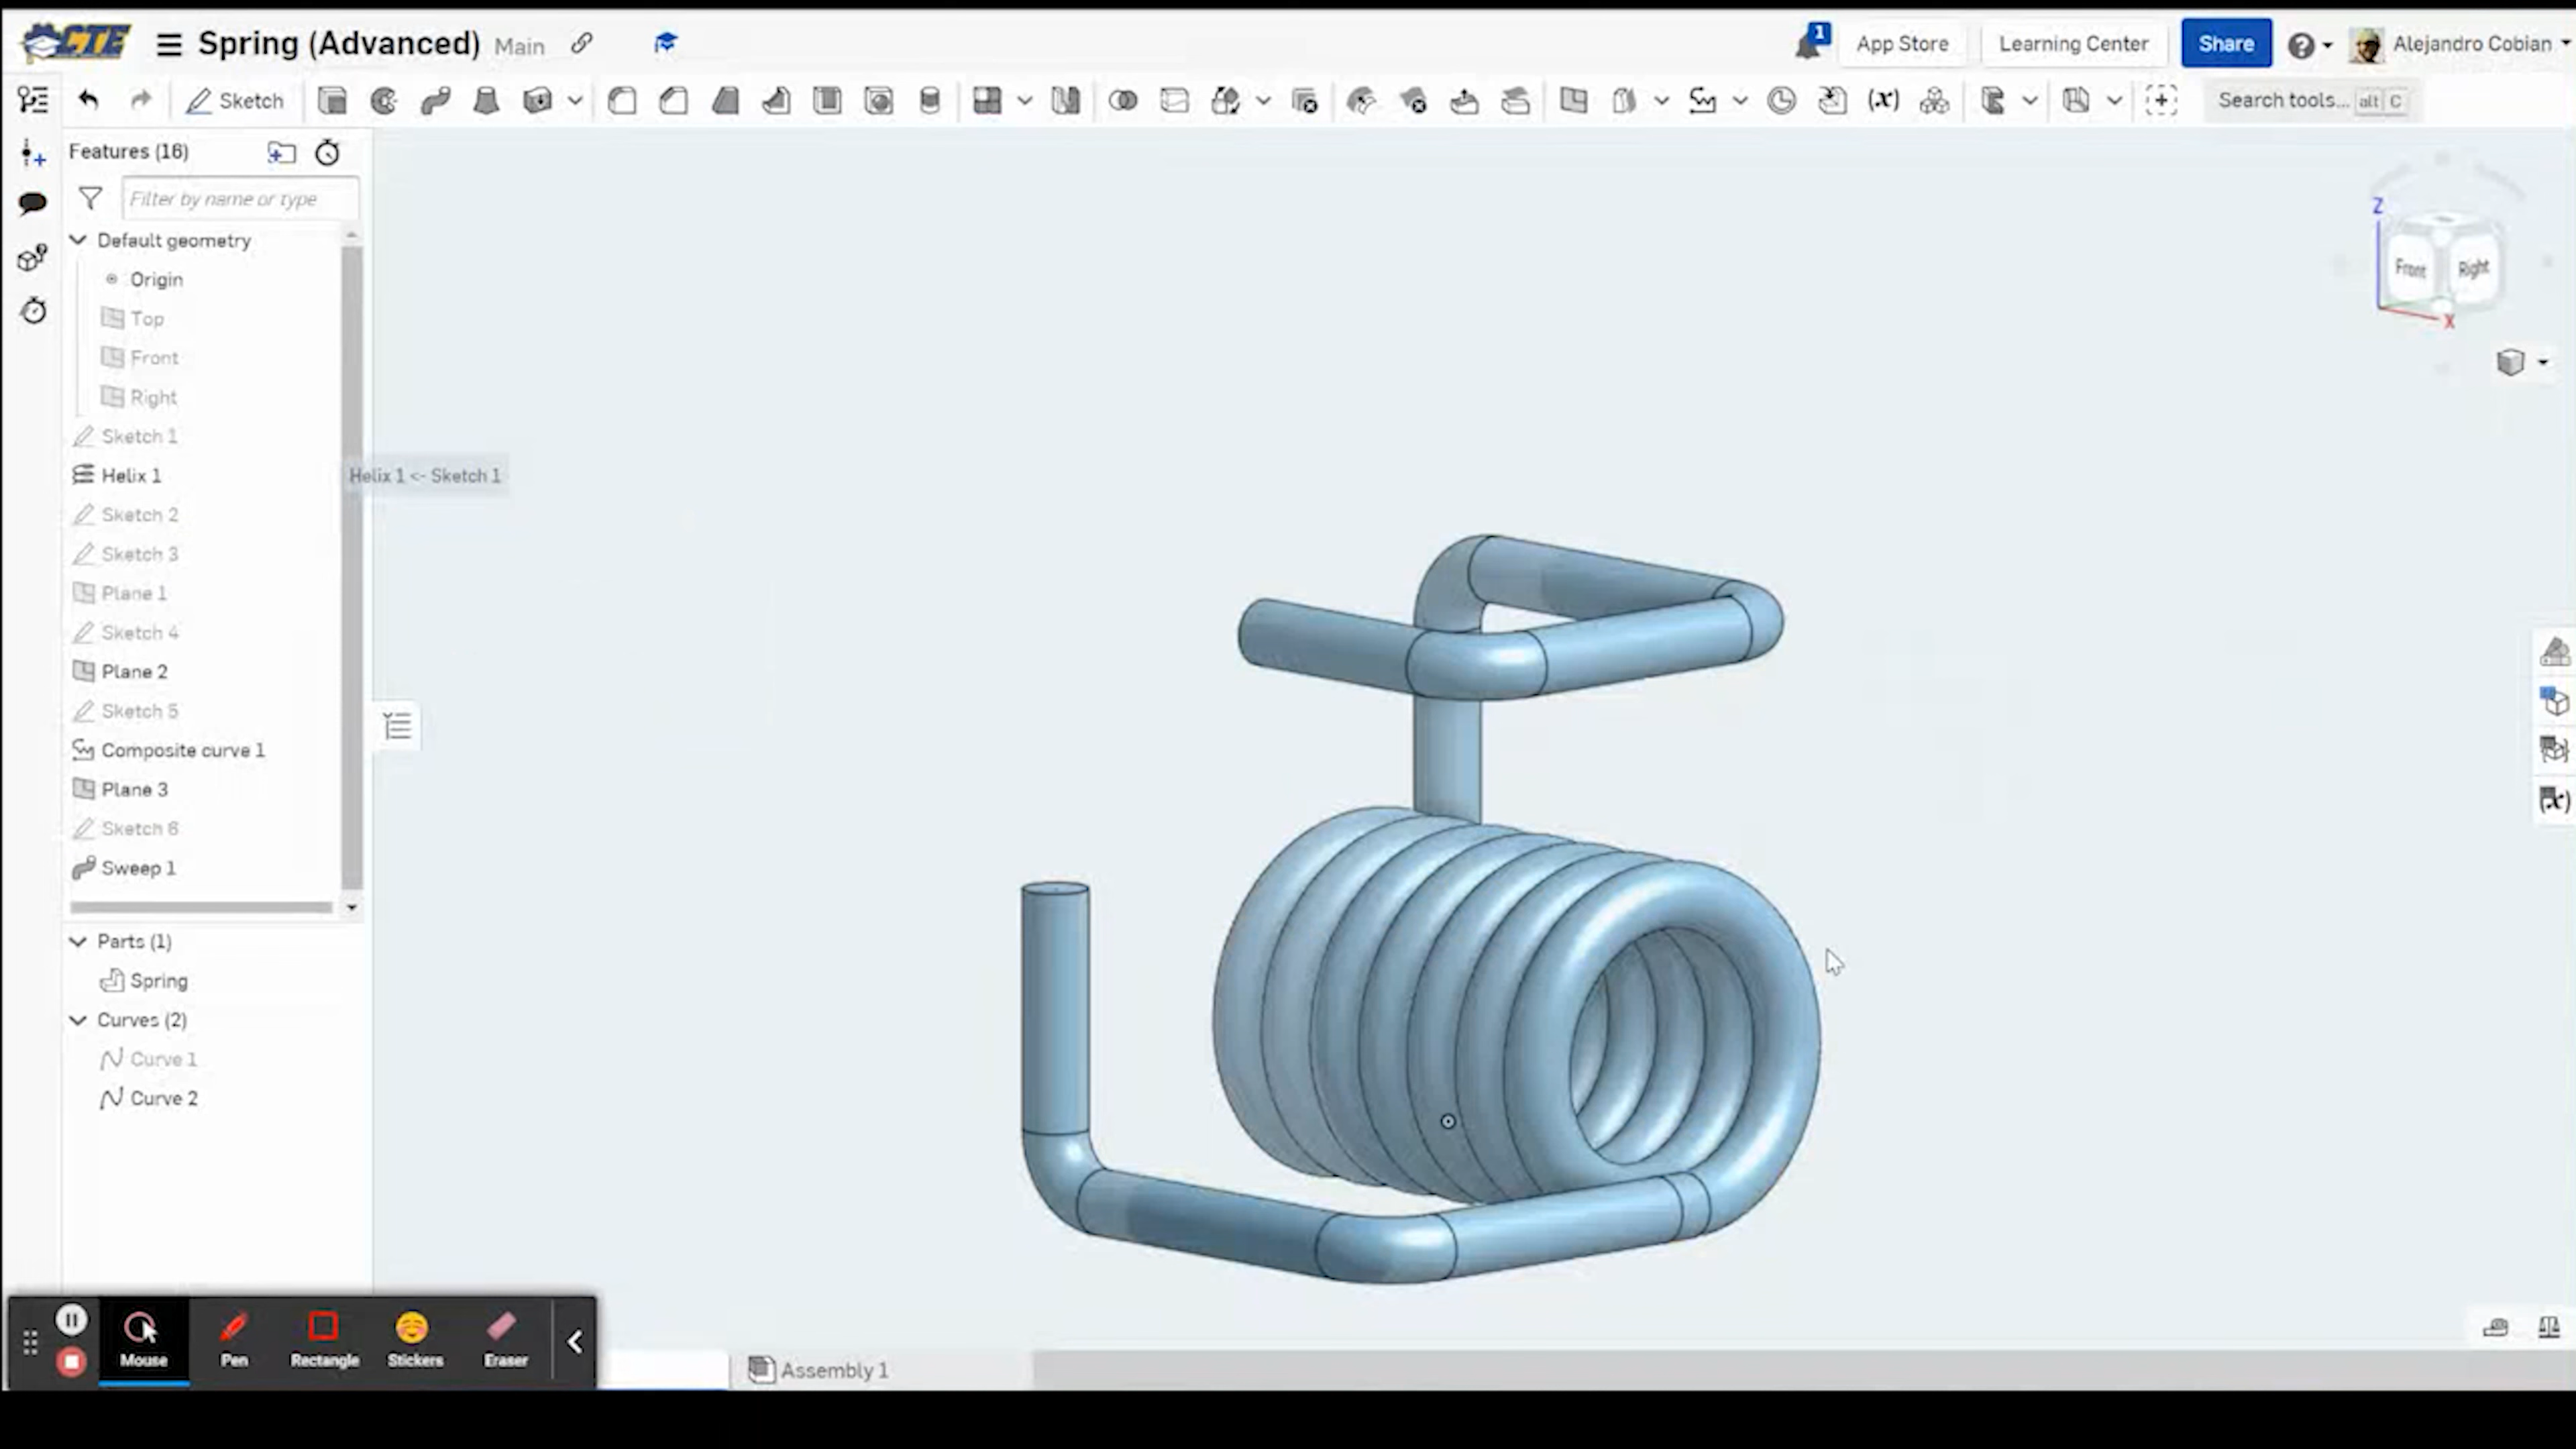 CTE Spring (Advanced) Main 1 App Store Learning Center Share Alejandro Cobian
Sketch (x) Search tools... alt C
Features (16)
Filter by name or type
Default geometry
Origin
Top
Front
Right
Sketch 1
Helix 1
Helix 1 <- Sketch 1
Sketch 2
Sketch 3
Plane 1
Sketch 4
Plane 2
Sketch 5
Composite curve 1
Plane 3
Sketch 6
Sweep 1
Parts (1)
Spring
Curves (2)
Curve 1
Curve 2
Z
Front Right
X
(x)
Mouse Pen Rectangle Stickers Eraser
Assembly 1